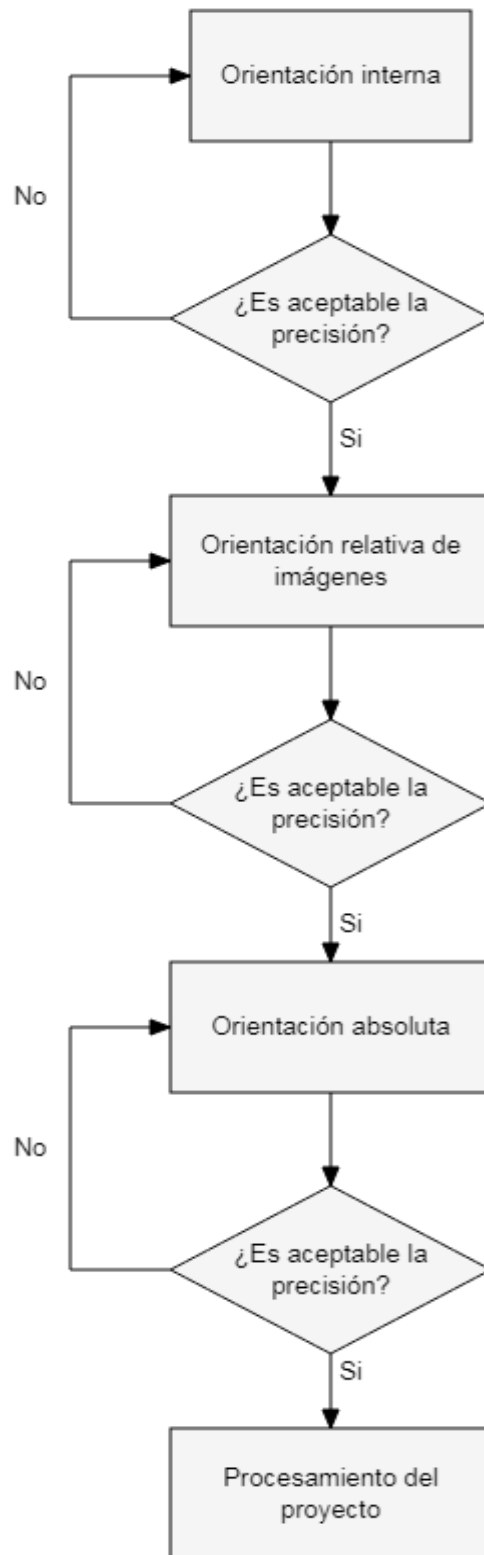 Orientación interna
No
¿Es aceptable la
precisión?
Si
Orientación relativa de
imágenes
No
¿Es aceptable la
precisión?
Si
Orientación absoluta
No
¿Es aceptable la
precisión?
Si
Procesamiento del
proyecto